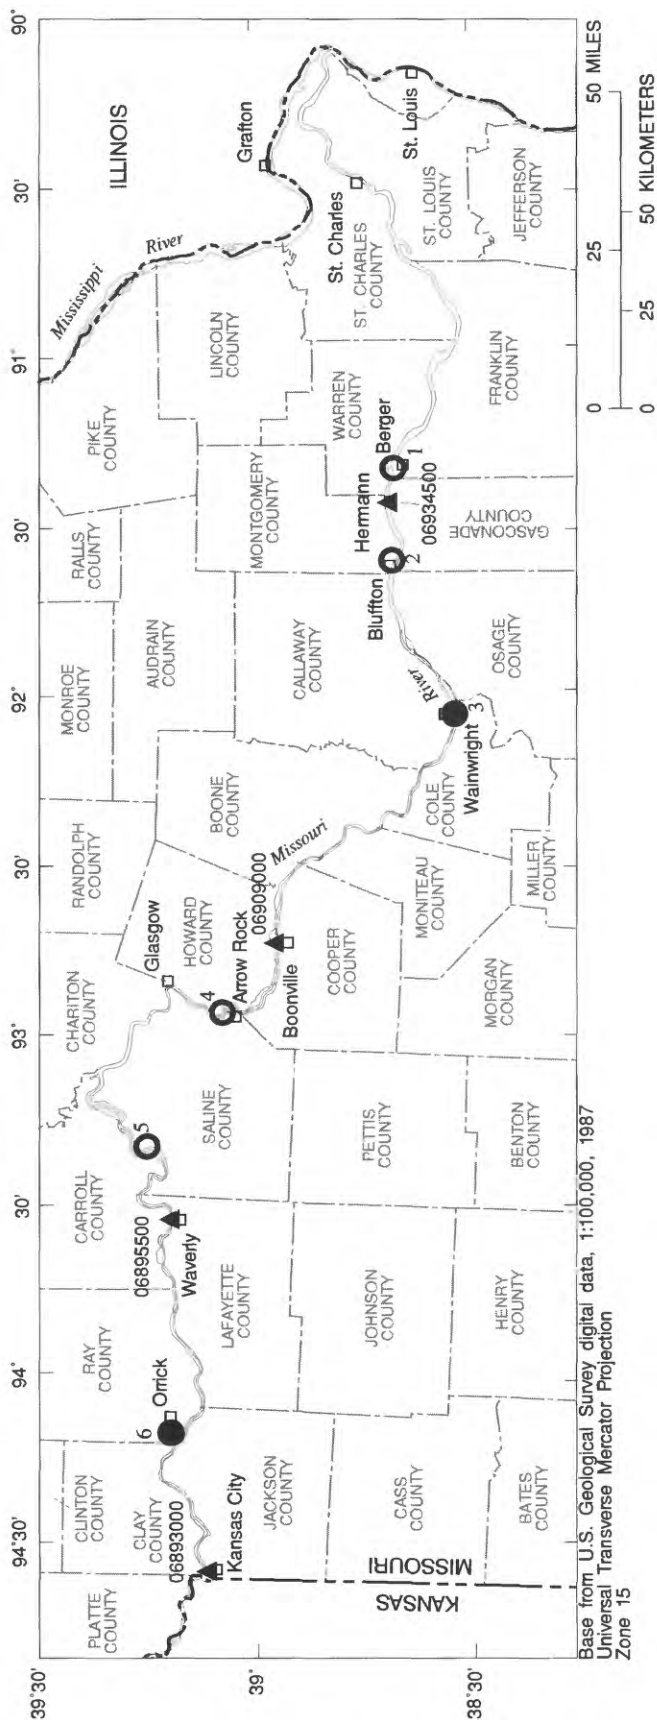 94°30'
94°
30'
93°
30'
92°
30'
91°
30'
90°
39°30'
39°
38°30'
PLATTE
COUNTY
CLINTON
COUNTY
CLAY
COUNTY
06893000
Kansas City
6
Orrick
RAY
COUNTY
JACKSON
COUNTY
CASS
COUNTY
BATES
COUNTY
KANSAS
MISSOURI
CARROLL
COUNTY
06895500
Waverly
LAFAYETTE
COUNTY
JOHNSON
COUNTY
HENRY
COUNTY
5
CHARITON
COUNTY
SALINE
COUNTY
PETTIS
COUNTY
BENTON
COUNTY
Glasgow
4
Arrow Rock
HOWARD
COUNTY
06909000
Boonville
COOPER
COUNTY
MORGAN
COUNTY
MONITEAU
COUNTY
RANDOLPH
COUNTY
BOONE
COUNTY
Missouri
River
COLE
COUNTY
MILLER
COUNTY
Wainwright
3
MONROE
COUNTY
AUDRAIN
COUNTY
CALLAWAY
COUNTY
OSAGE
COUNTY
RALLS
COUNTY
Bluffton
2
MONTGOMERY
COUNTY
Hermann
06934500
GASCONADE
COUNTY
Berger
1
PIKE
COUNTY
LINCOLN
COUNTY
WARREN
COUNTY
FRANKLIN
COUNTY
Mississippi
River
ST. CHARLES
COUNTY
St. Charles
ST. LOUIS
COUNTY
JEFFERSON
COUNTY
Grafton
St. Louis
ILLINOIS
Base from U.S. Geological Survey digital data, 1:100,000, 1987
Universal Transverse Mercator Projection
Zone 15
0 25 50 MILES
0 25 50 KILOMETERS